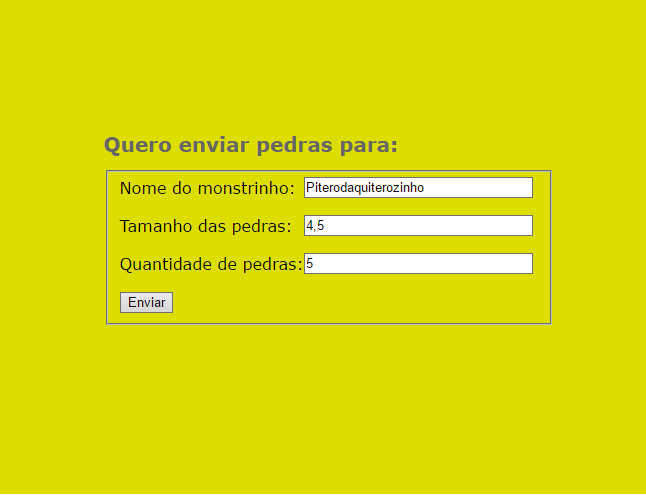 Quero enviar pedras para:
Nome do monstrinho: Piterodaquiterozinho
Tamanho das pedras: 4,5
Quantidade de pedras: 5
Enviar